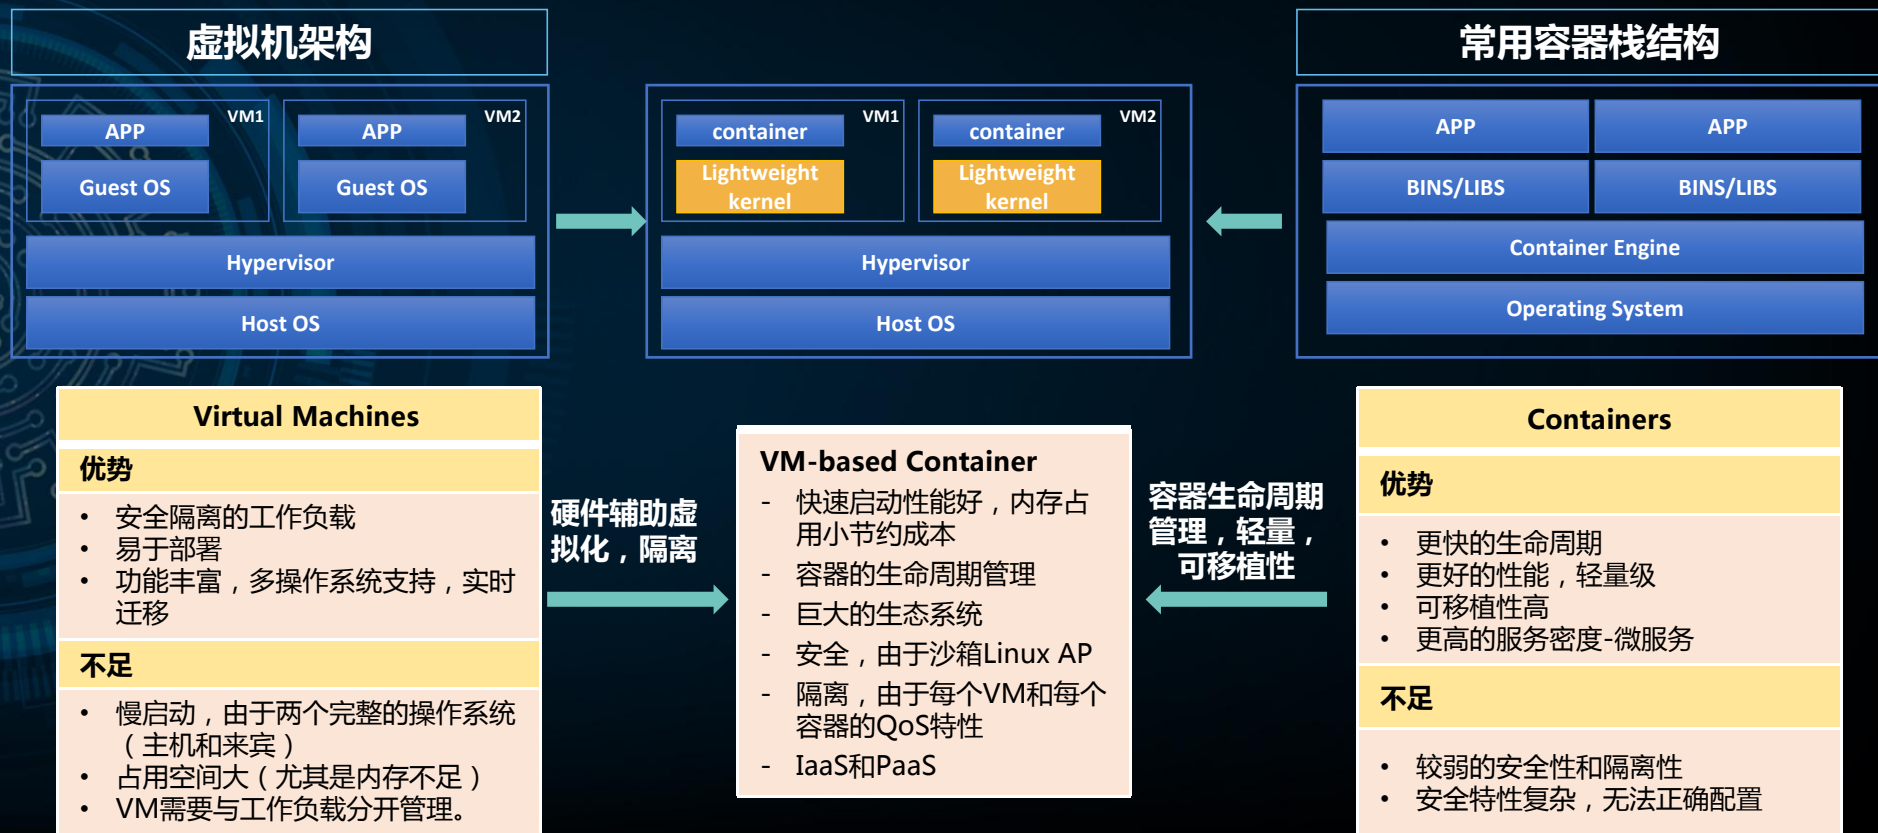 虚拟机架构
APP
VM1
Guest OS
APP
VM2
Guest OS
Hypervisor
Host OS
container
VM1
Lightweight
kernel
container
VM2
Lightweight
kernel
Hypervisor
Host OS
常用容器栈结构
APP
APP
BINS/LIBS
BINS/LIBS
Container Engine
Operating System
Virtual Machines
优势
• 安全隔离的工作负载
• 易于部署
• 功能丰富，多操作系统支持，实时
迁移
不足
• 慢启动，由于两个完整的操作系统
（主机和来宾）
• 占用空间大（尤其是内存不足）
• VM需要与工作负载分开管理。
硬件辅助虚
拟化，隔离
VM-based Container
- 快速启动性能好，内存占
用小节约成本
- 容器的生命周期管理
- 巨大的生态系统
- 安全，由于沙箱Linux AP
- 隔离，由于每个VM和每个
容器的QoS特性
- IaaS和PaaS
容器生命周期
管理，轻量，
可移植性
Containers
优势
• 更快的生命周期
• 更好的性能，轻量级
• 可移植性高
• 更高的服务密度-微服务
不足
• 较弱的安全性和隔离性
• 安全特性复杂，无法正确配置